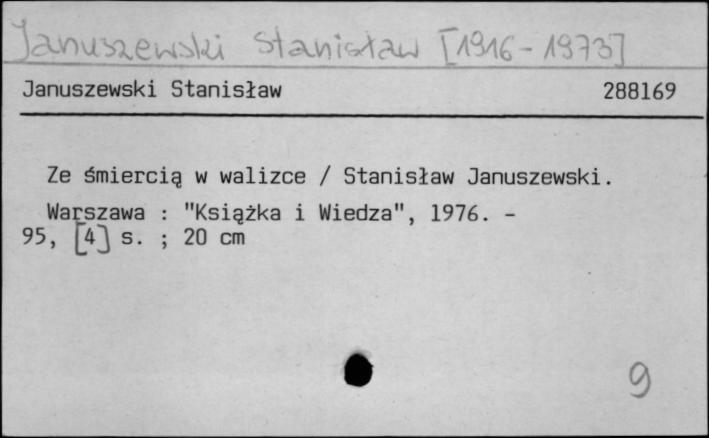 Januszewski Stanisław [1916-1973]
Januszewski Stanisław 288169
Ze śmiercią w walizce / Stanisław Januszewski.
Warszawa : "Książka i Wiedza", 1976. -
95, [4] s. ; 20 cm
9